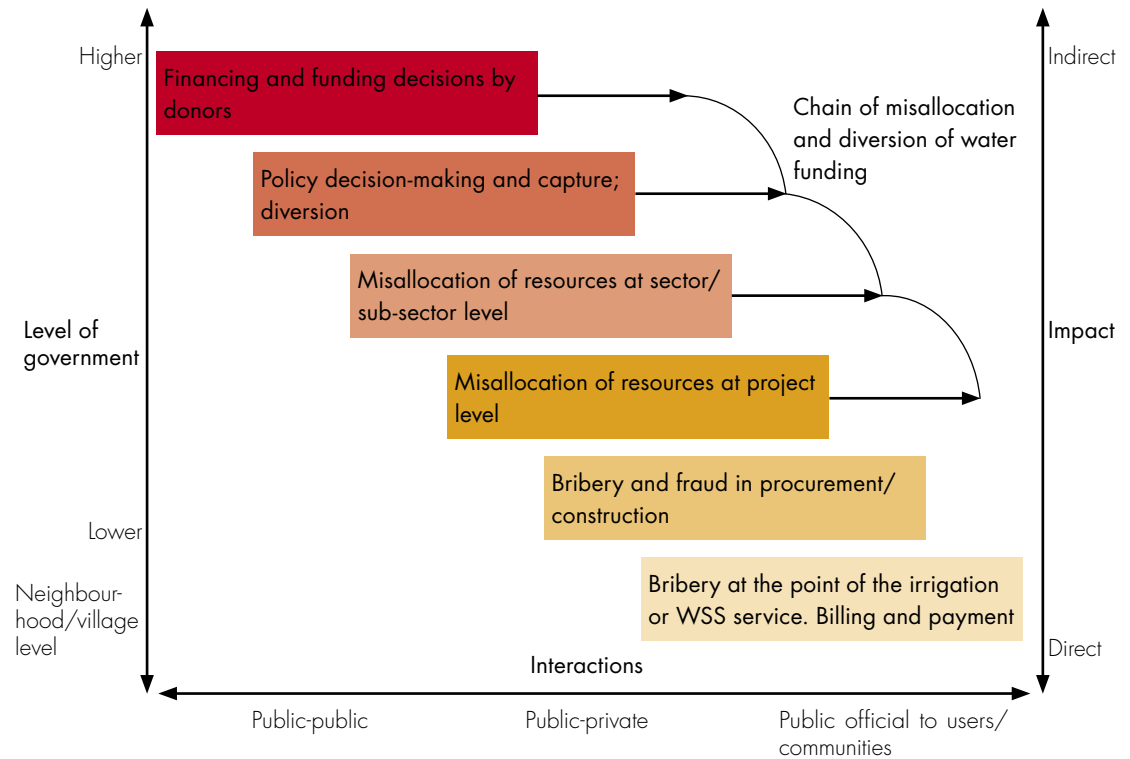 Higher
Indirect
Financing and funding decisions by
donors
Chain of misallocation
and diversion of water
funding
Policy decision-making and capture;
diversion
Misallocation of resources at sector/
sub-sector level
Level of
government
Impact
Misallocation of resources at project
level
Bribery and fraud in procurement/
construction
Lower
Neighbour-
hood/village
level
Bribery at the point of the irrigation
or WSS service. Billing and payment
Direct
Interactions
Public-public
Public-private
Public official to users/
communities